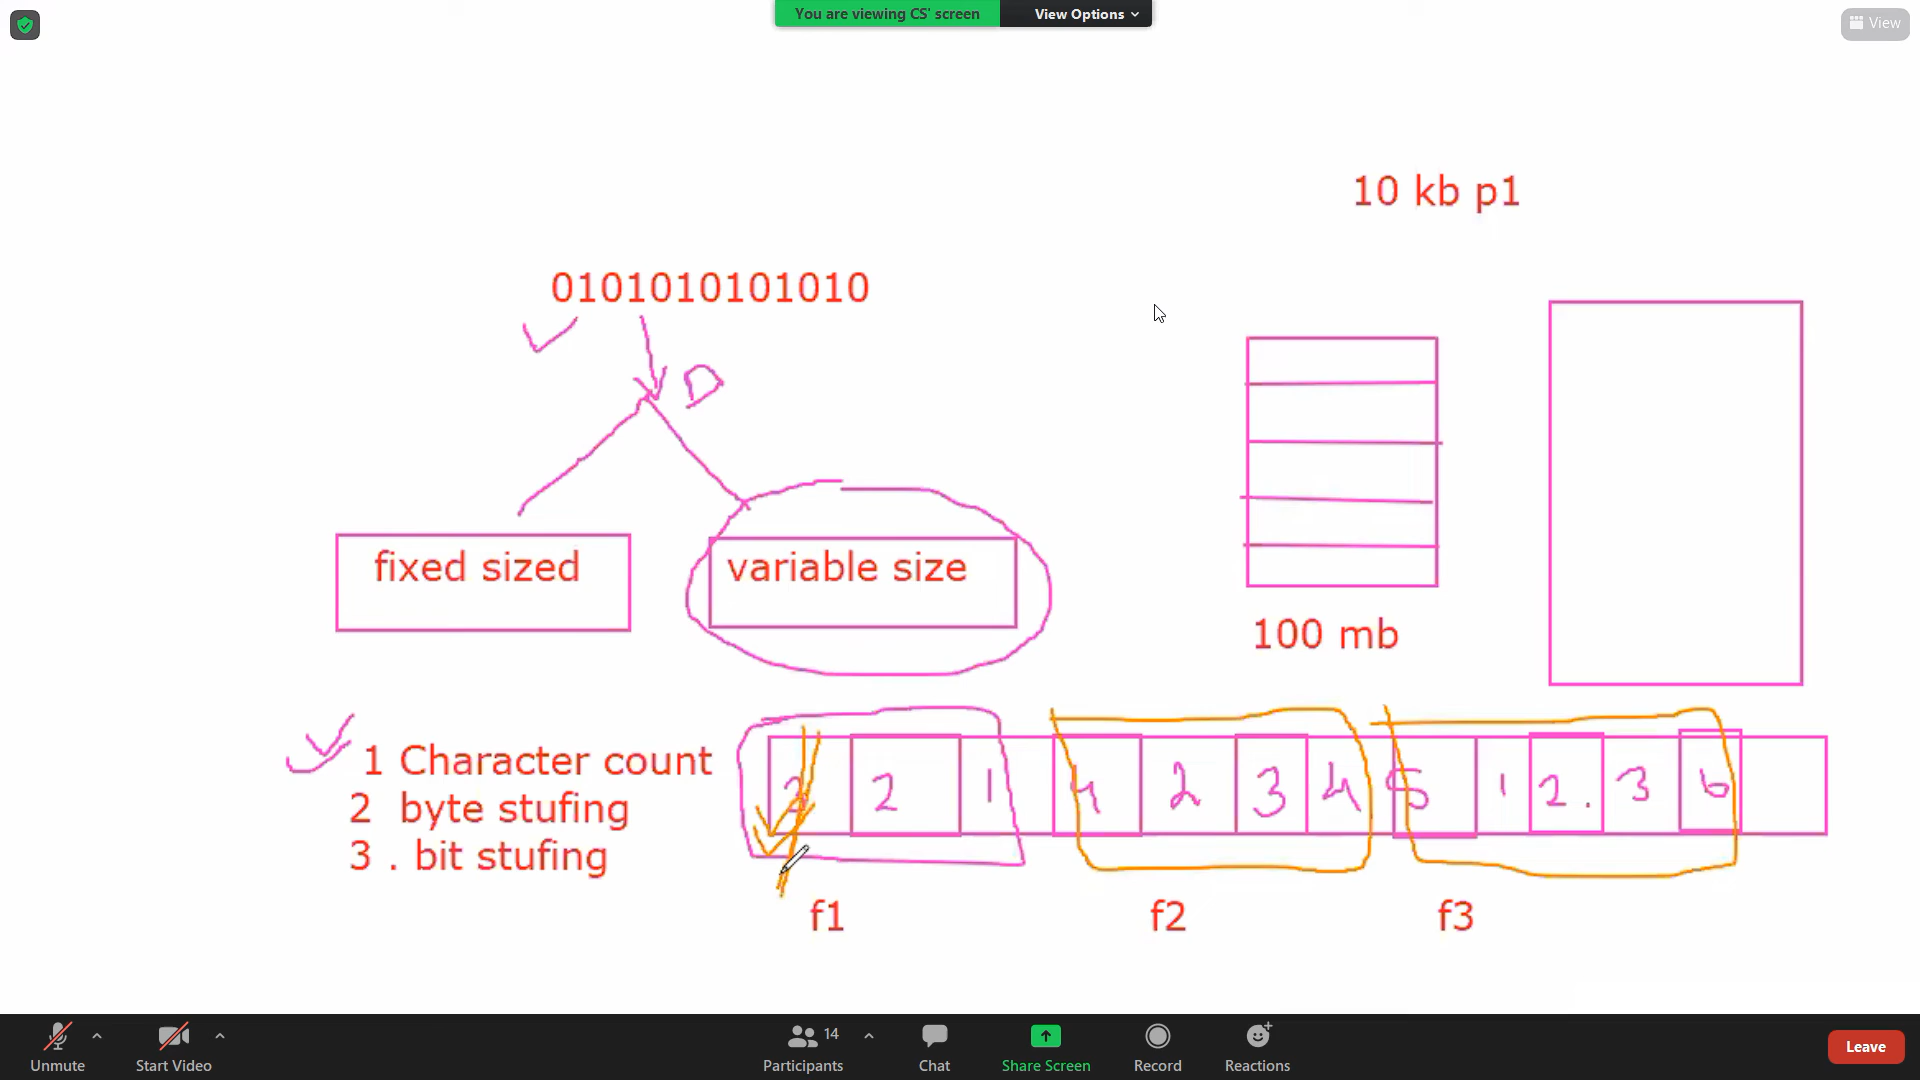 You are viewing CS' screen
View Options
View
10 kb p1
0101010101010
D
fixed sized
variable size
100 mb
1 Character count
2 byte stufing
3 . bit stufing
2 1 4 2 3 4 5 1 2. 3 6
f1 f2 f3
Unmute
Start Video
14
Participants
Chat
Share Screen
Record
Reactions
Leave